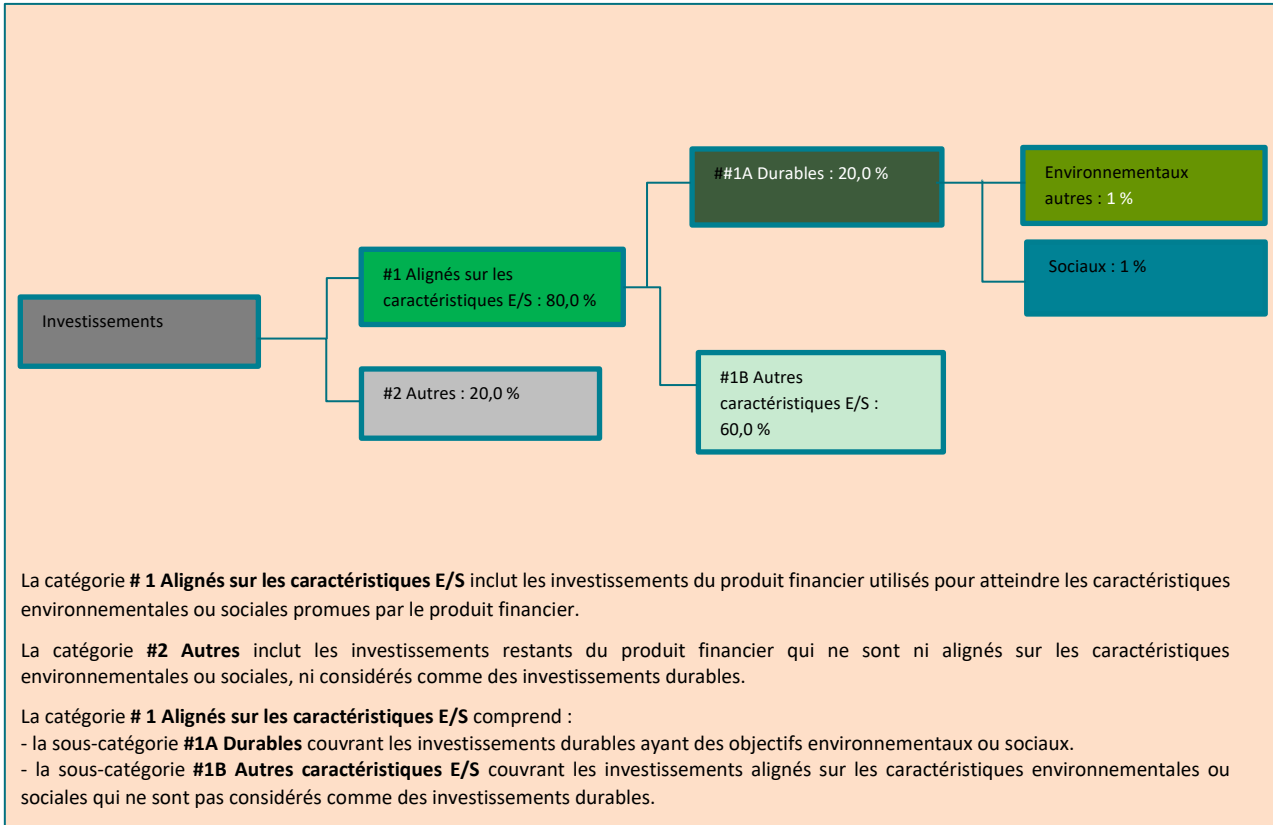 ##1A Durables : 20,0 %
Environnementaux
autres : 1 %
#1 Alignés sur les
caractéristiques E/S : 80,0 %
Sociaux : 1 %
Investissements
#2 Autres : 20,0 %
#1B Autres
caractéristiques E/S :
60,0 %
La catégorie # 1 Alignés sur les caractéristiques E/S inclut les investissements du produit financier utilisés pour atteindre les caractéristiques
environnementales ou sociales promues par le produit financier.
La catégorie #2 Autres inclut les investissements restants du produit financier qui ne sont ni alignés sur les caractéristiques
environnementales ou sociales, ni considérés comme des investissements durables.
La catégorie # 1 Alignés sur les caractéristiques E/S comprend :
- la sous-catégorie #1A Durables couvrant les investissements durables ayant des objectifs environnementaux ou sociaux.
- la sous-catégorie #1B Autres caractéristiques E/S couvrant les investissements alignés sur les caractéristiques environnementales ou
sociales qui ne sont pas considérés comme des investissements durables.